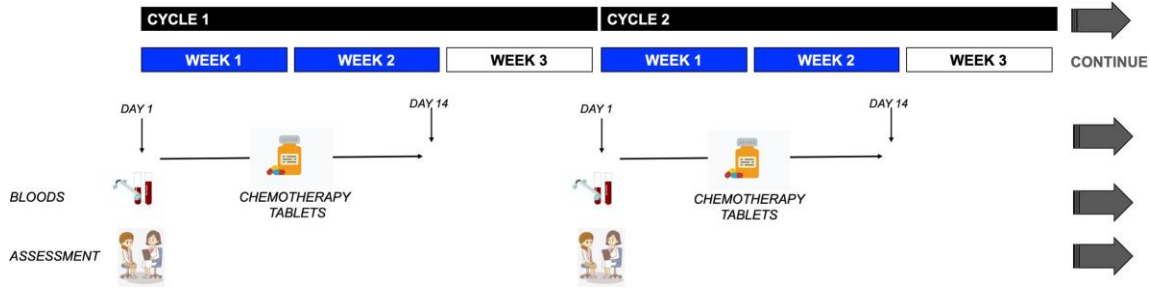 CYCLE 1
CYCLE 2
WEEK 1
WEEK 2
WEEK 3
WEEK 1
WEEK 2
WEEK 3
CONTINUE
DAY 1
DAY 14
DAY 1
DAY 14
BLOODS
CHEMOTHERAPY
TABLETS
CHEMOTHERAPY
TABLETS
ASSESSMENT